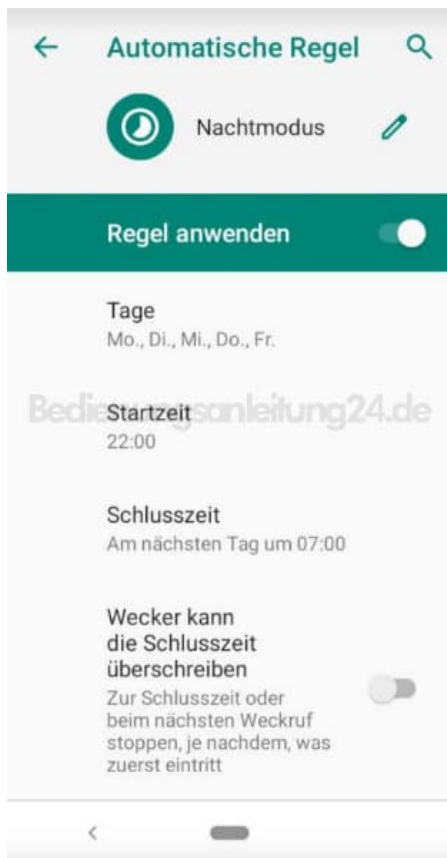 Automatische Regel
Nachtmodus
Regel anwenden
Tage
Mo., Di., Mi., Do., Fr.
Bedienungsanleitung24.de
Startzeit
22:00
Schlusszeit
Am nächsten Tag um 07:00
Wecker kann
die Schlusszeit
überschreiben
Zur Schlusszeit oder
beim nächsten Weckruf
stoppen, je nachdem, was
zuerst eintritt